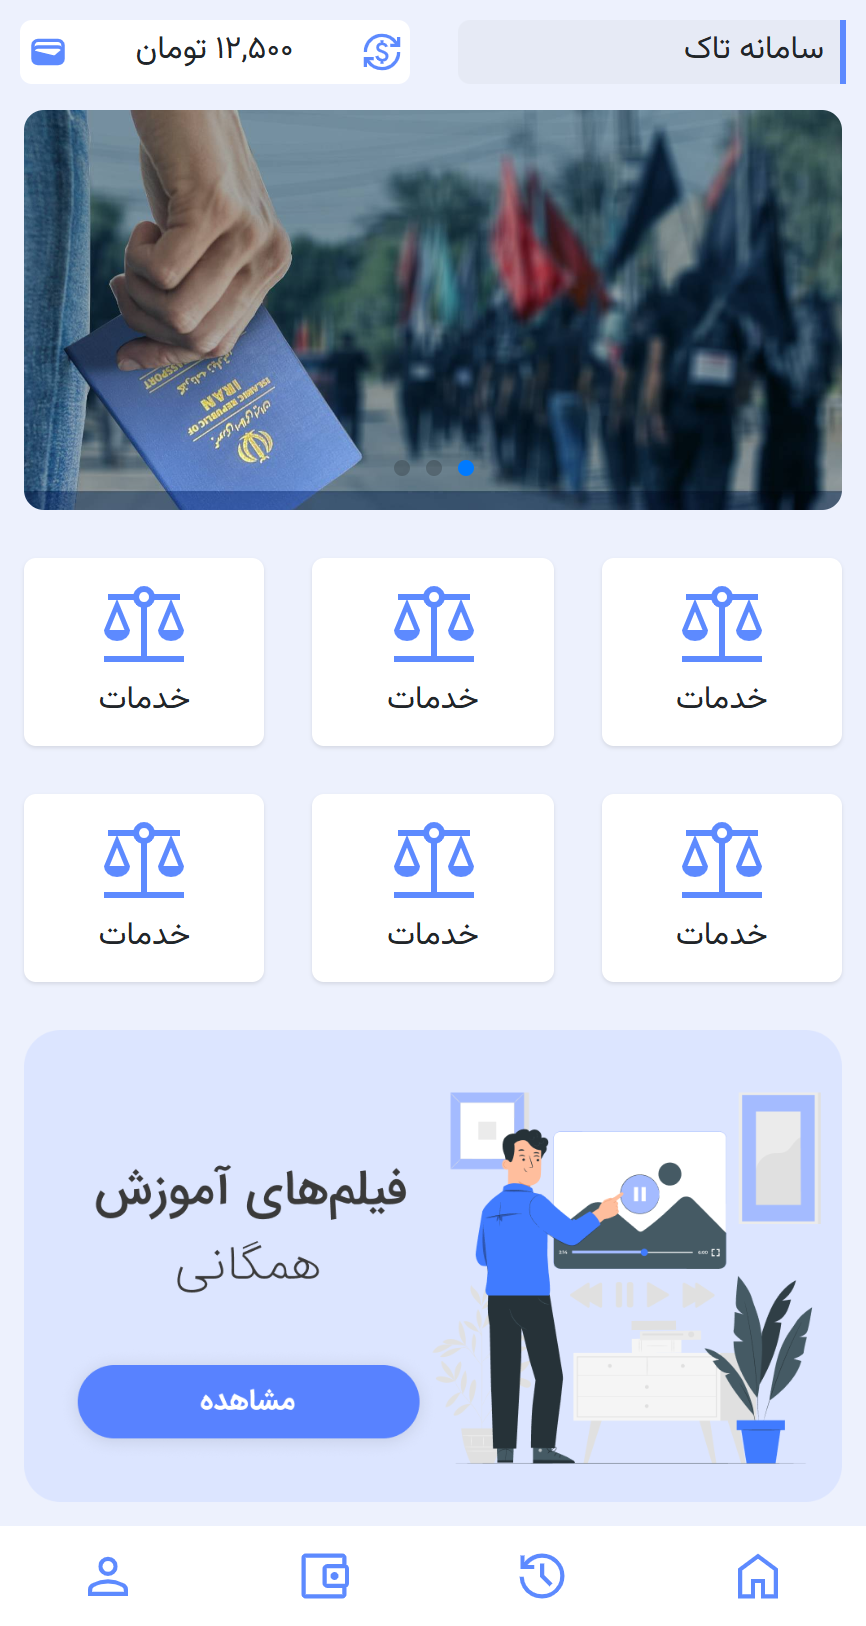 سامانه تاک
۱۲,۵۰۰ تومان
PASSPORT
ISLAMIC REPUBLIC OF
IRAN
خدمات
خدمات
خدمات
خدمات
خدمات
خدمات
فیلم‌های آموزش
همگانی
مشاهده